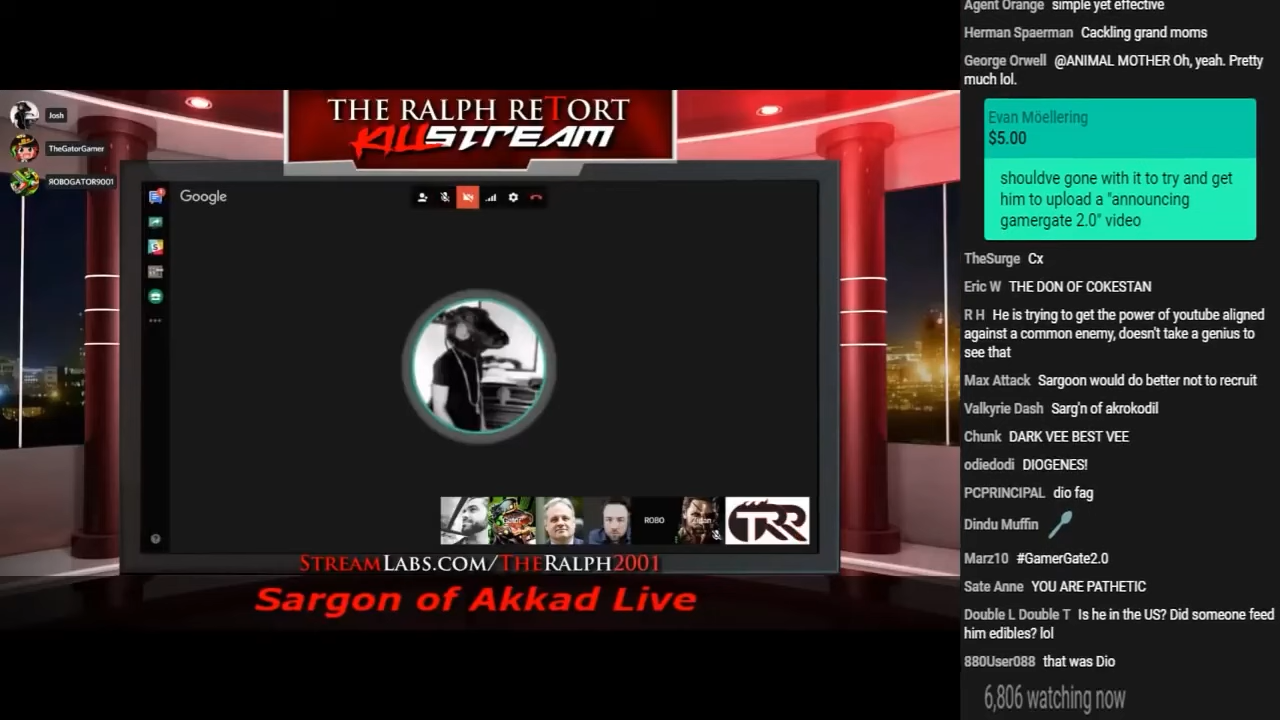 Josh
TheGatorGamer
ROBOGATOR9001
THE RALPH RETORT
KILLSTREAM
Google
ROBO
Zidan
TRR
STREAMLABS.COM/THERALPH2001
Sargon of Akkad Live
Agent Orange simple yet effective
Herman Spaerman Cackling grand moms
George Orwell @ANIMAL MOTHER Oh, yeah. Pretty
much lol.
Evan Möellering
$5.00
shouldve gone with it to try and get
him to upload a "announcing
gamergate 2.0" video
TheSurge Cx
Eric W THE DON OF COKESTAN
R H He is trying to get the power of youtube aligned
against a common enemy, doesn't take a genius to
see that
Max Attack Sargoon would do better not to recruit
Valkyrie Dash Sarg'n of akrokodil
Chunk DARK VEE BEST VEE
odiedodi DIOGENES!
PCPRINCIPAL dio fag
Dindu Muffin
Marz10 #GamerGate2.0
Sate Anne YOU ARE PATHETIC
Double L Double T Is he in the US? Did someone feed
him edibles? lol
880User088 that was Dio
6,806 watching now